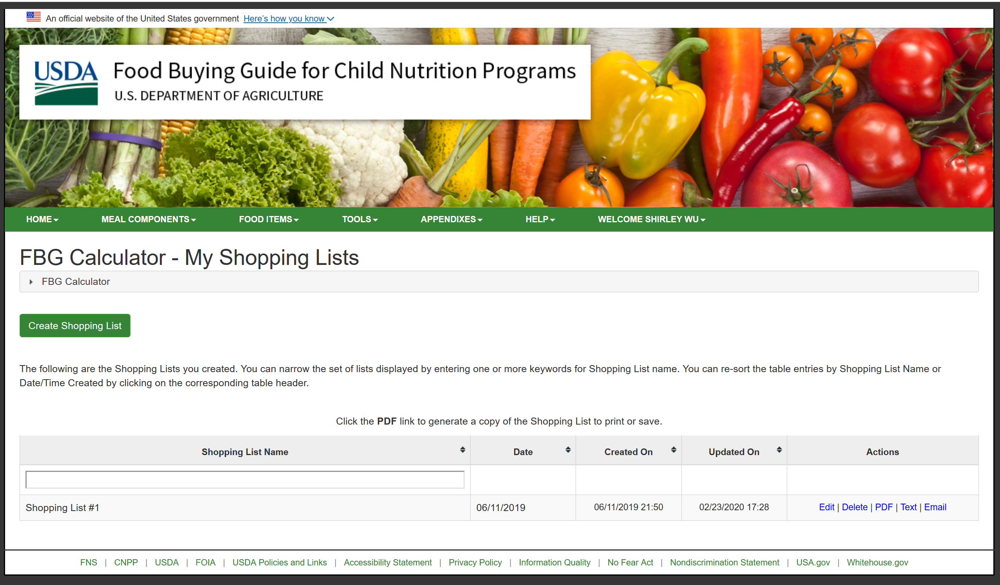 An official website of the United States government Here's how you know
USDA
Food Buying Guide for Child Nutrition Programs
U.S. DEPARTMENT OF AGRICULTURE
HOME MEAL COMPONENTS FOOD ITEMS TOOLS APPENDIXES HELP WELCOME SHIRLEY WU
FBG Calculator - My Shopping Lists
FBG Calculator
Create Shopping List
The following are the Shopping Lists you created. You can narrow the set of lists displayed by entering one or more keywords for Shopping List name. You can re-sort the table entries by Shopping List Name or
Date/Time Created by clicking on the corresponding table header.
Click the PDF link to generate a copy of the Shopping List to print or save.
Shopping List Name Date Created On Updated On Actions
Shopping List #1 06/11/2019 06/11/2019 21:50 02/23/2020 17:28 Edit | Delete | PDF | Text | Email
FNS | CNPP | USDA | FOIA | USDA Policies and Links | Accessibility Statement | Privacy Policy | Information Quality | No Fear Act | Nondiscrimination Statement | USA.gov | Whitehouse.gov